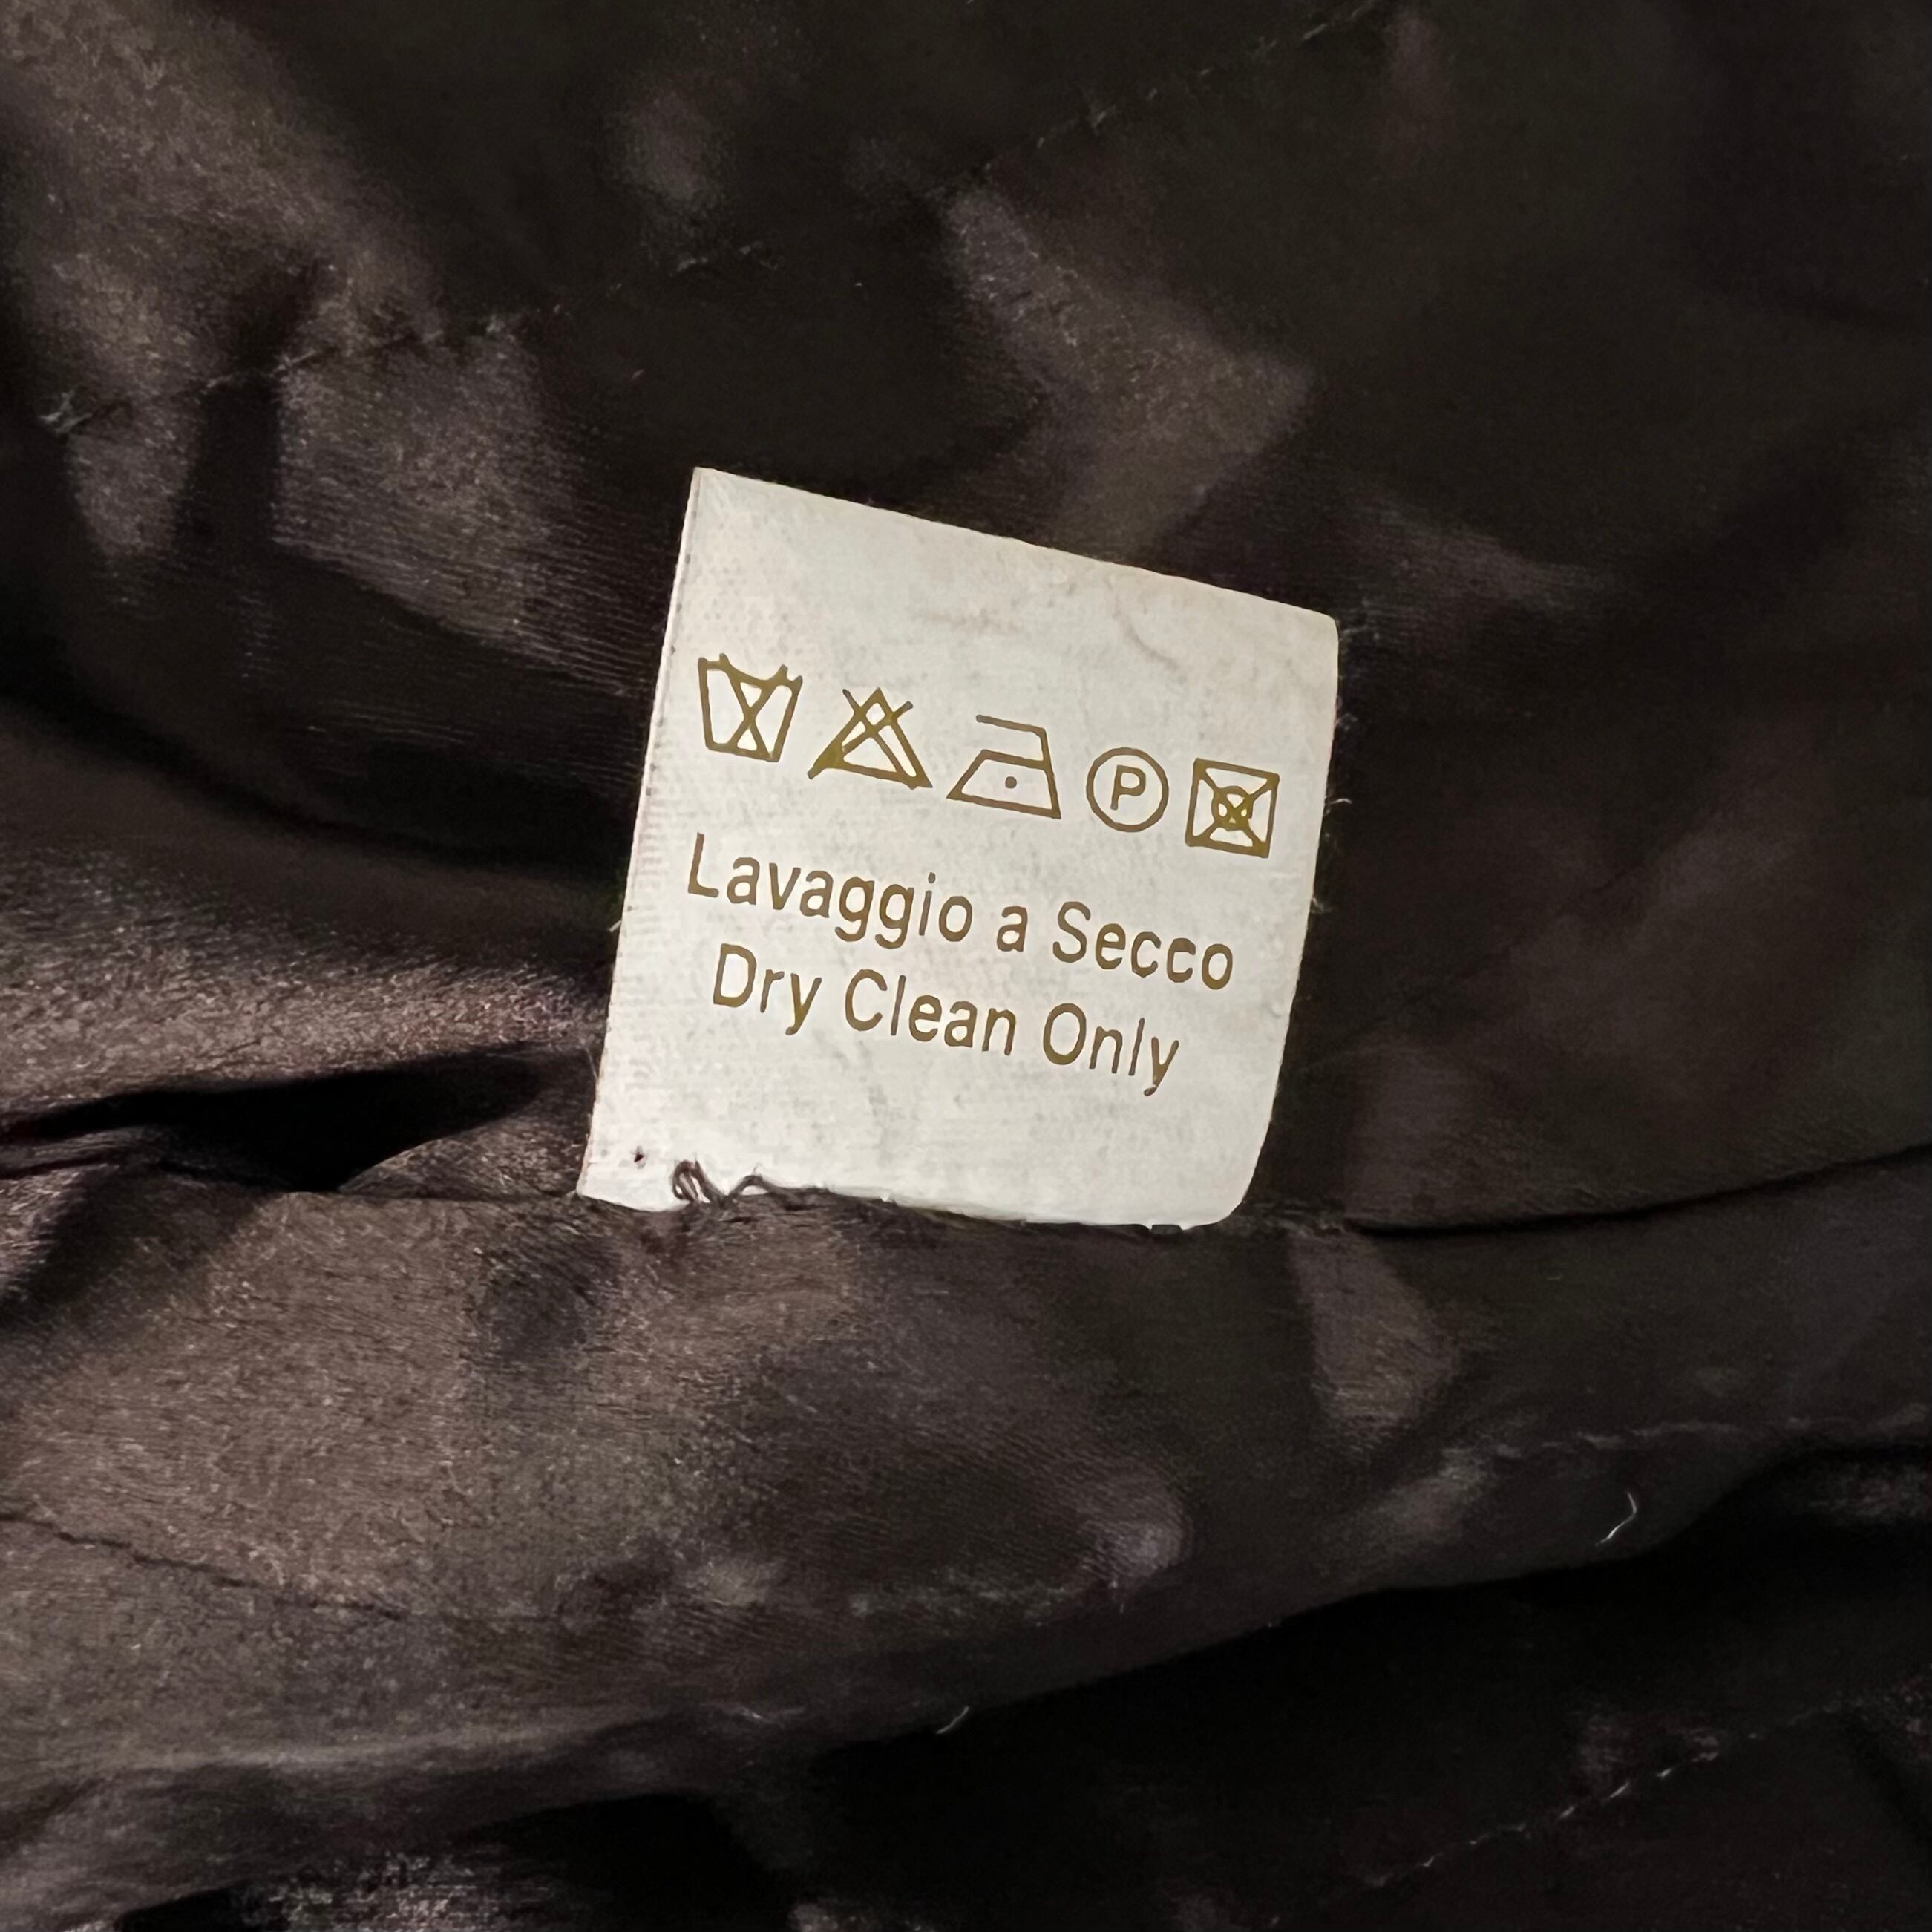 P
Lavaggio a Secco
Dry Clean Only